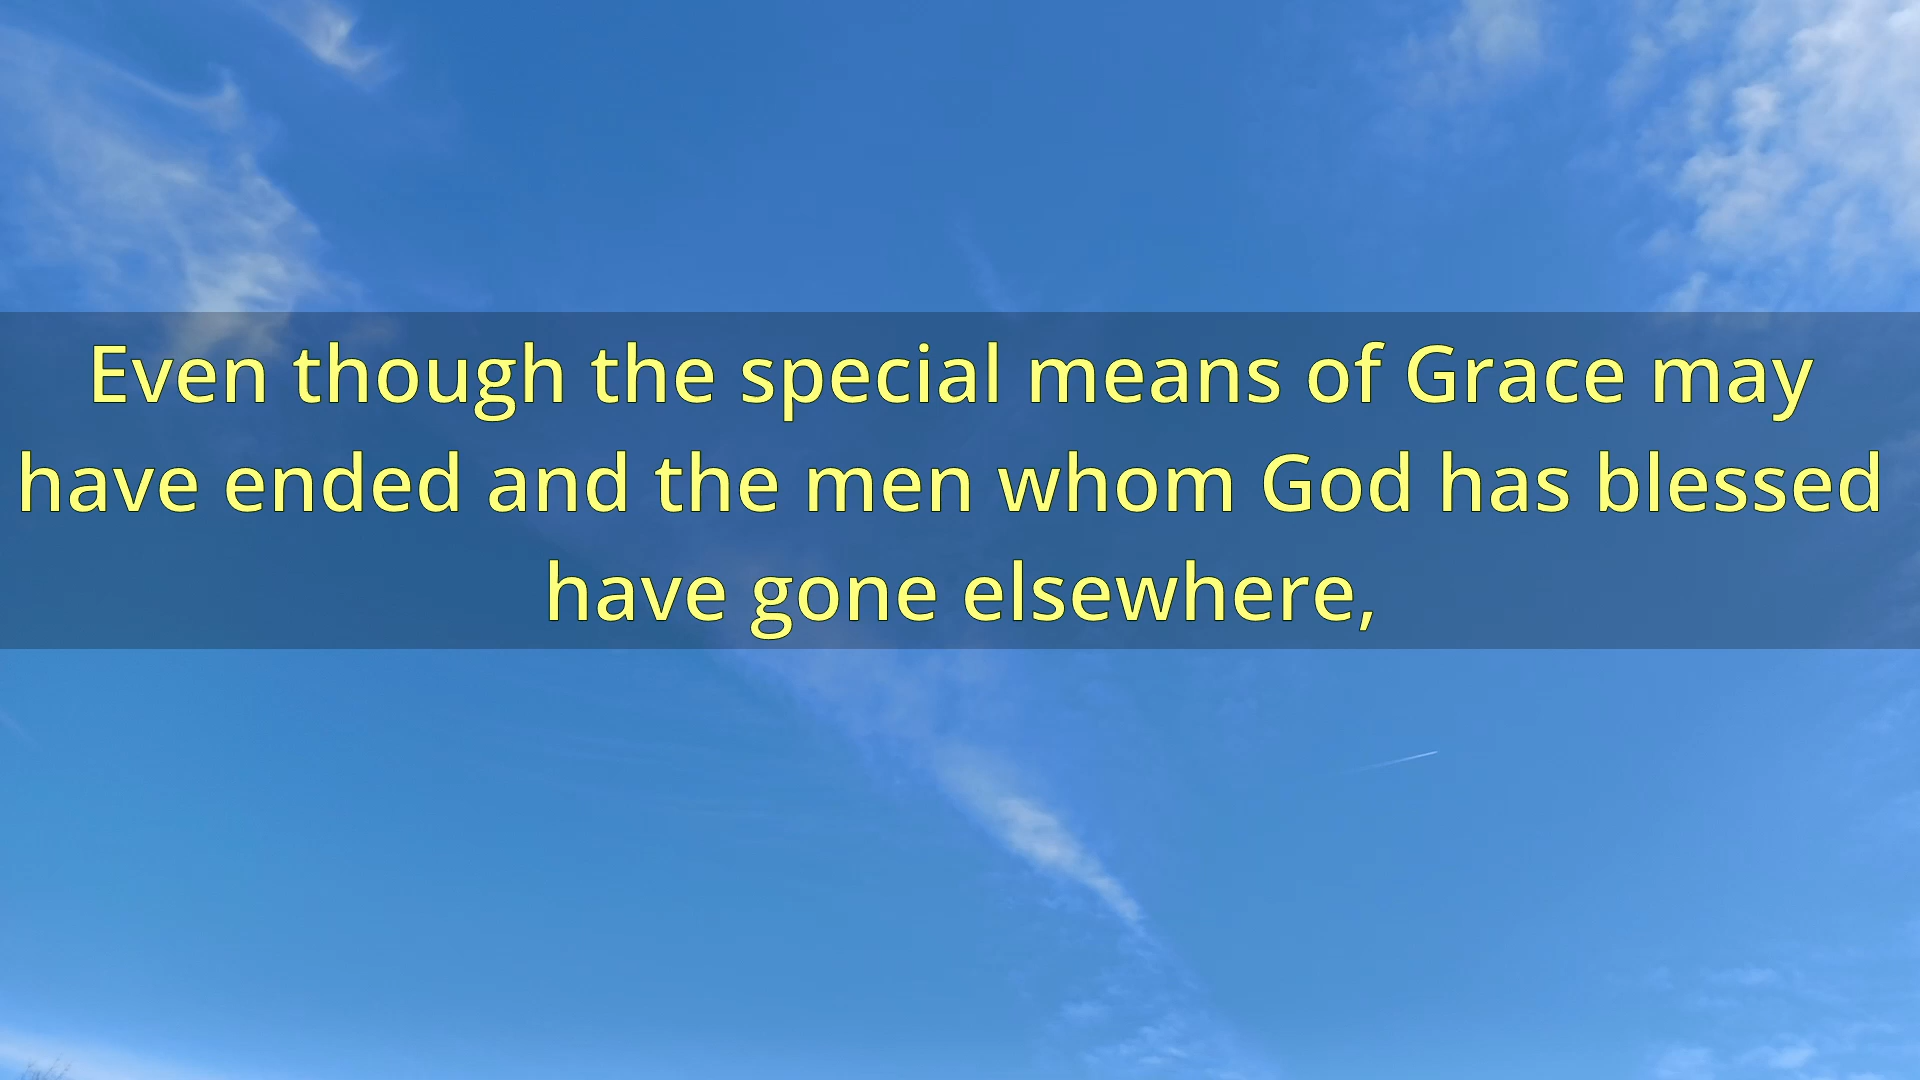 Even though the special means of Grace may
have ended and the men whom God has blessed
have gone elsewhere,